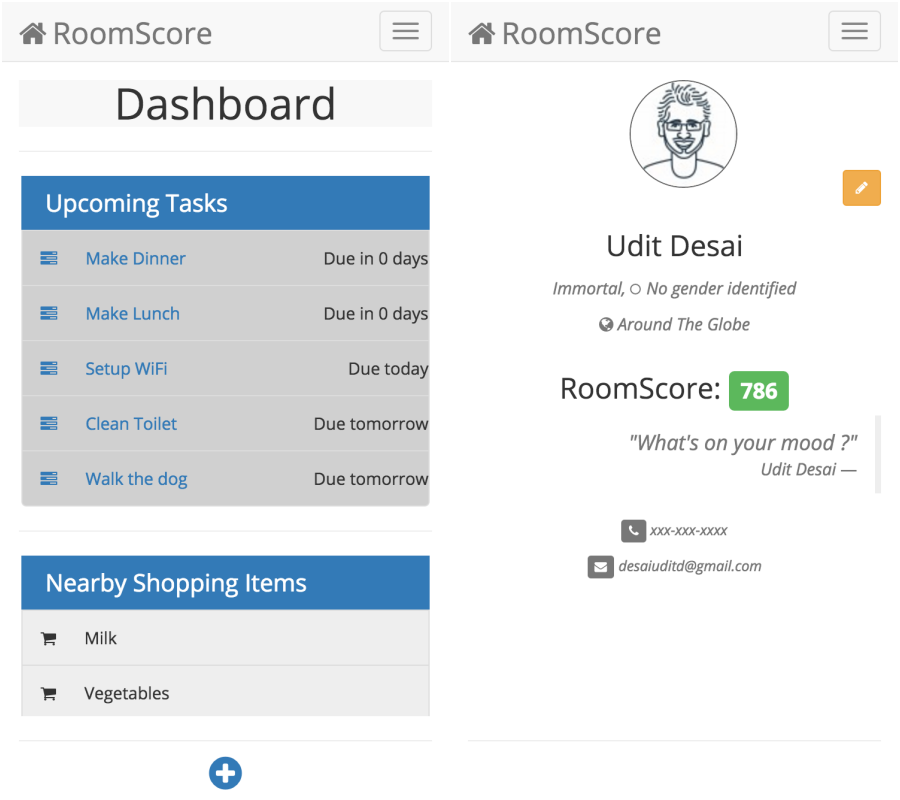 RoomScore
Dashboard
Upcoming Tasks
Make Dinner Due in 0 days
Make Lunch Due in 0 days
Setup WiFi Due today
Clean Toilet Due tomorrow
Walk the dog Due tomorrow
Nearby Shopping Items
Milk
Vegetables
RoomScore
Udit Desai
Immortal, No gender identified
Around The Globe
RoomScore: 786
"What's on your mood ?"
Udit Desai —
xxx-xxx-xxxx
desaiuditd@gmail.com